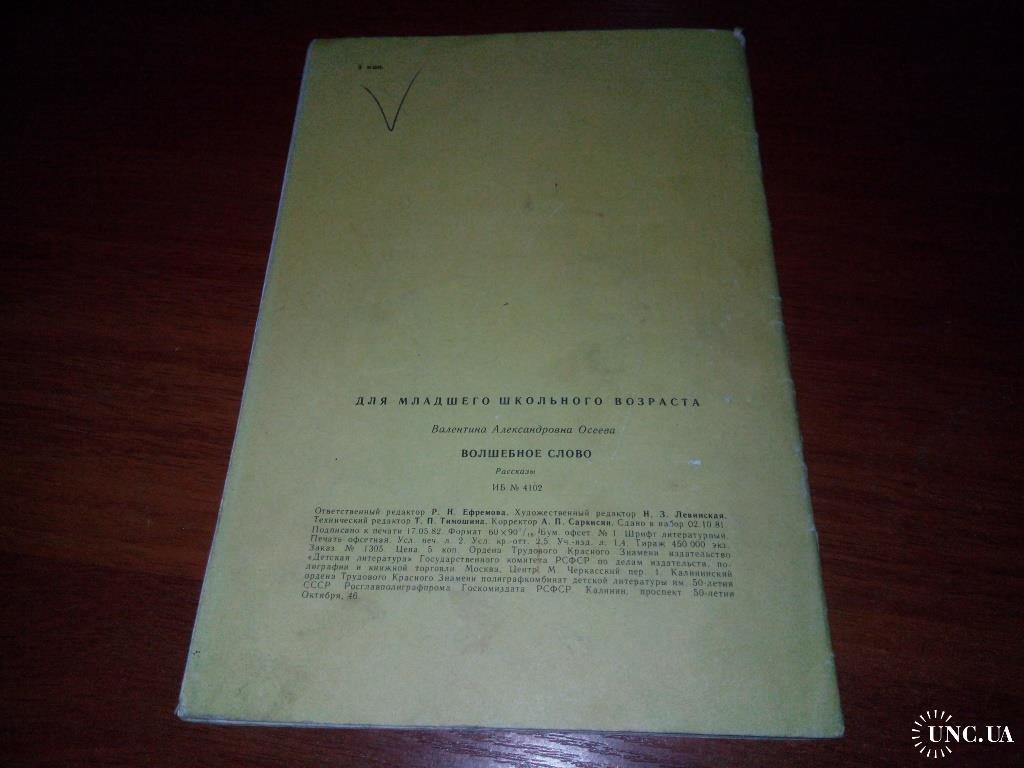 5 коп.
ДЛЯ МЛАДШЕГО ШКОЛЬНОГО ВОЗРАСТА
Валентина Александровна Осеева
ВОЛШЕБНОЕ СЛОВО
Рассказы
ИБ № 4102
Ответственный редактор Р. Н. Ефремова. Художественный редактор Н. З. Левинская.
Технический редактор Т. П. Тимошина. Корректор А. П. Саркисян. Сдано в набор 02.10.81.
Подписано к печати 17.05.82. Формат 60×90¹/₁₆. Бум. офсет. № 1. Шрифт литературный.
Печать офсетная. Усл. печ. л. 2. Усл. кр.-отт. 2,5. Уч.-изд. л. 1,4. Тираж 450 000 экз.
Заказ № 1305. Цена 5 коп. Ордена Трудового Красного Знамени издательство
«Детская литература» Государственного комитета РСФСР по делам издательств, по-
лиграфии и книжной торговли. Москва, Центр, М. Черкасский пер. 1. Калининский
ордена Трудового Красного Знамени полиграфкомбинат детской литературы им. 50-летия
СССР Росглавполиграфпрома Госкомиздата РСФСР. Калинин, проспект 50-летия
Октября, 46.
UNC.UA